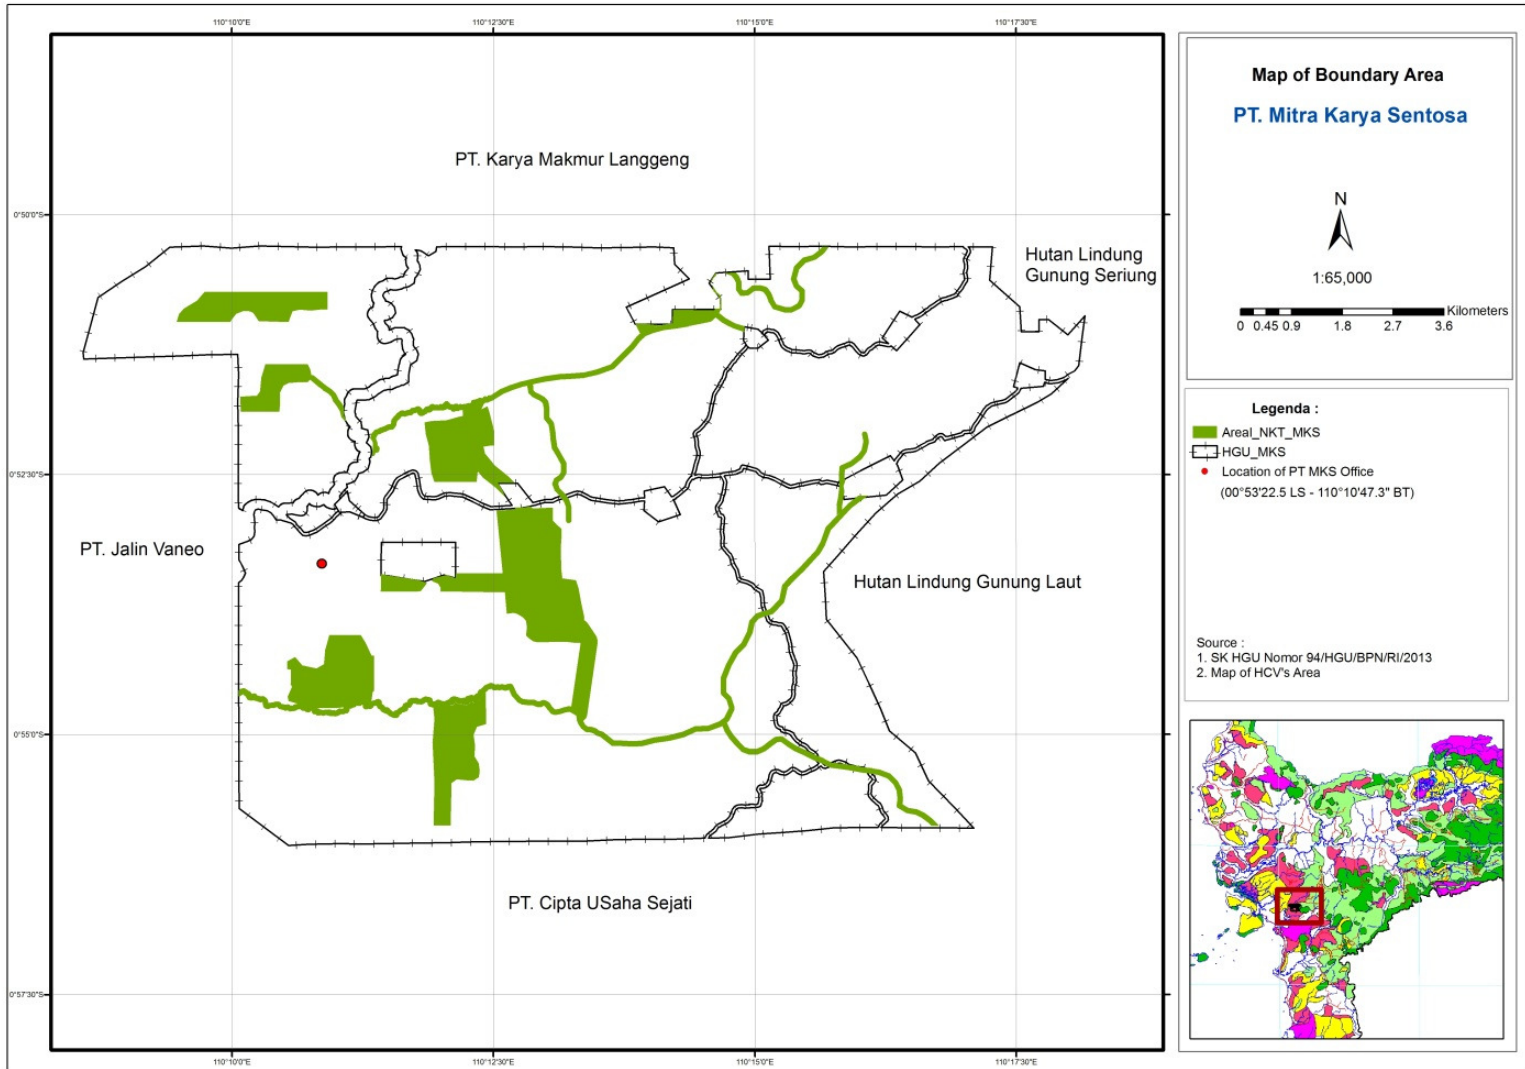 110°10'0"E
110°12'30"E
110°15'0"E
110°17'30"E
Map of Boundary Area
PT. Mitra Karya Sentosa
PT. Karya Makmur Langgeng
N
0°50'0"S
Hutan Lindung
Gunung Seriung
1:65,000
Kilometers
0 0.45 0.9 1.8 2.7 3.6
Legenda :
Areal_NKT_MKS
HGU_MKS
Location of PT MKS Office
(00°53'22.5 LS - 110°10'47.3" BT)
0°52'30"S
PT. Jalin Vaneo
Hutan Lindung Gunung Laut
Source :
1. SK HGU Nomor 94/HGU/BPN/RI/2013
2. Map of HCV's Area
0°55'0"S
PT. Cipta USaha Sejati
0°57'30"S
110°10'0"E
110°12'30"E
110°15'0"E
110°17'30"E